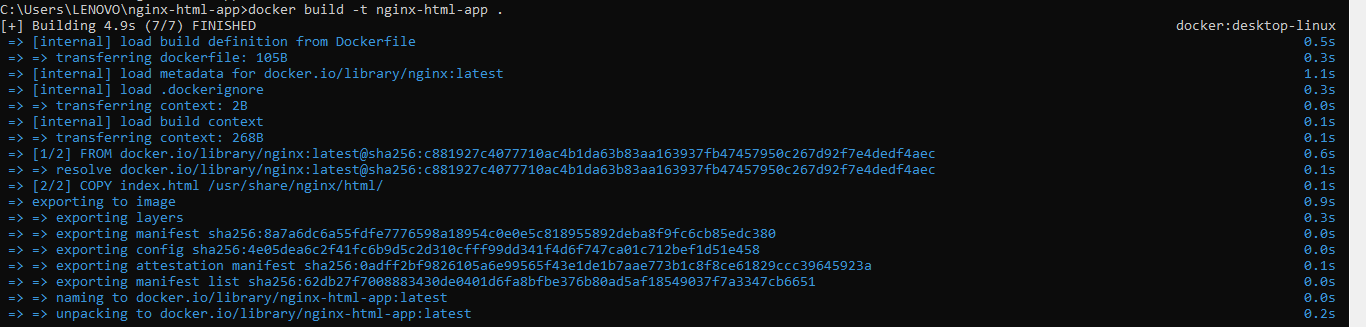 C:\Users\LENOVO\nginx-html-app>docker build -t nginx-html-app .
[+] Building 4.9s (7/7) FINISHED docker:desktop-linux
=> [internal] load build definition from Dockerfile 0.5s
=> => transferring dockerfile: 105B 0.3s
=> [internal] load metadata for docker.io/library/nginx:latest 1.1s
=> [internal] load .dockerignore 0.3s
=> => transferring context: 2B 0.0s
=> [internal] load build context 0.1s
=> => transferring context: 268B 0.1s
=> [1/2] FROM docker.io/library/nginx:latest@sha256:c881927c4077710ac4b1da63b83aa163937fb47457950c267d92f7e4dedf4aec 0.6s
=> => resolve docker.io/library/nginx:latest@sha256:c881927c4077710ac4b1da63b83aa163937fb47457950c267d92f7e4dedf4aec 0.1s
=> [2/2] COPY index.html /usr/share/nginx/html/ 0.1s
=> exporting to image 0.9s
=> => exporting layers 0.3s
=> => exporting manifest sha256:8a7a6dc6a55fdfe7776598a18954c0e0e5c818955892deba8f9fc6cb85edc380 0.0s
=> => exporting config sha256:4e05dea6c2f41fc6b9d5c2d310cfff99dd341f4d6f747ca01c712bef1d51e458 0.0s
=> => exporting attestation manifest sha256:0adff2bf9826105a6e99565f43e1de1b7aae773b1c8f8ce61829ccc39645923a 0.1s
=> => exporting manifest list sha256:62db27f7008883430de0401d6fa8bfbe376b80ad5af18549037f7a3347cb6651 0.0s
=> => naming to docker.io/library/nginx-html-app:latest 0.0s
=> => unpacking to docker.io/library/nginx-html-app:latest 0.2s